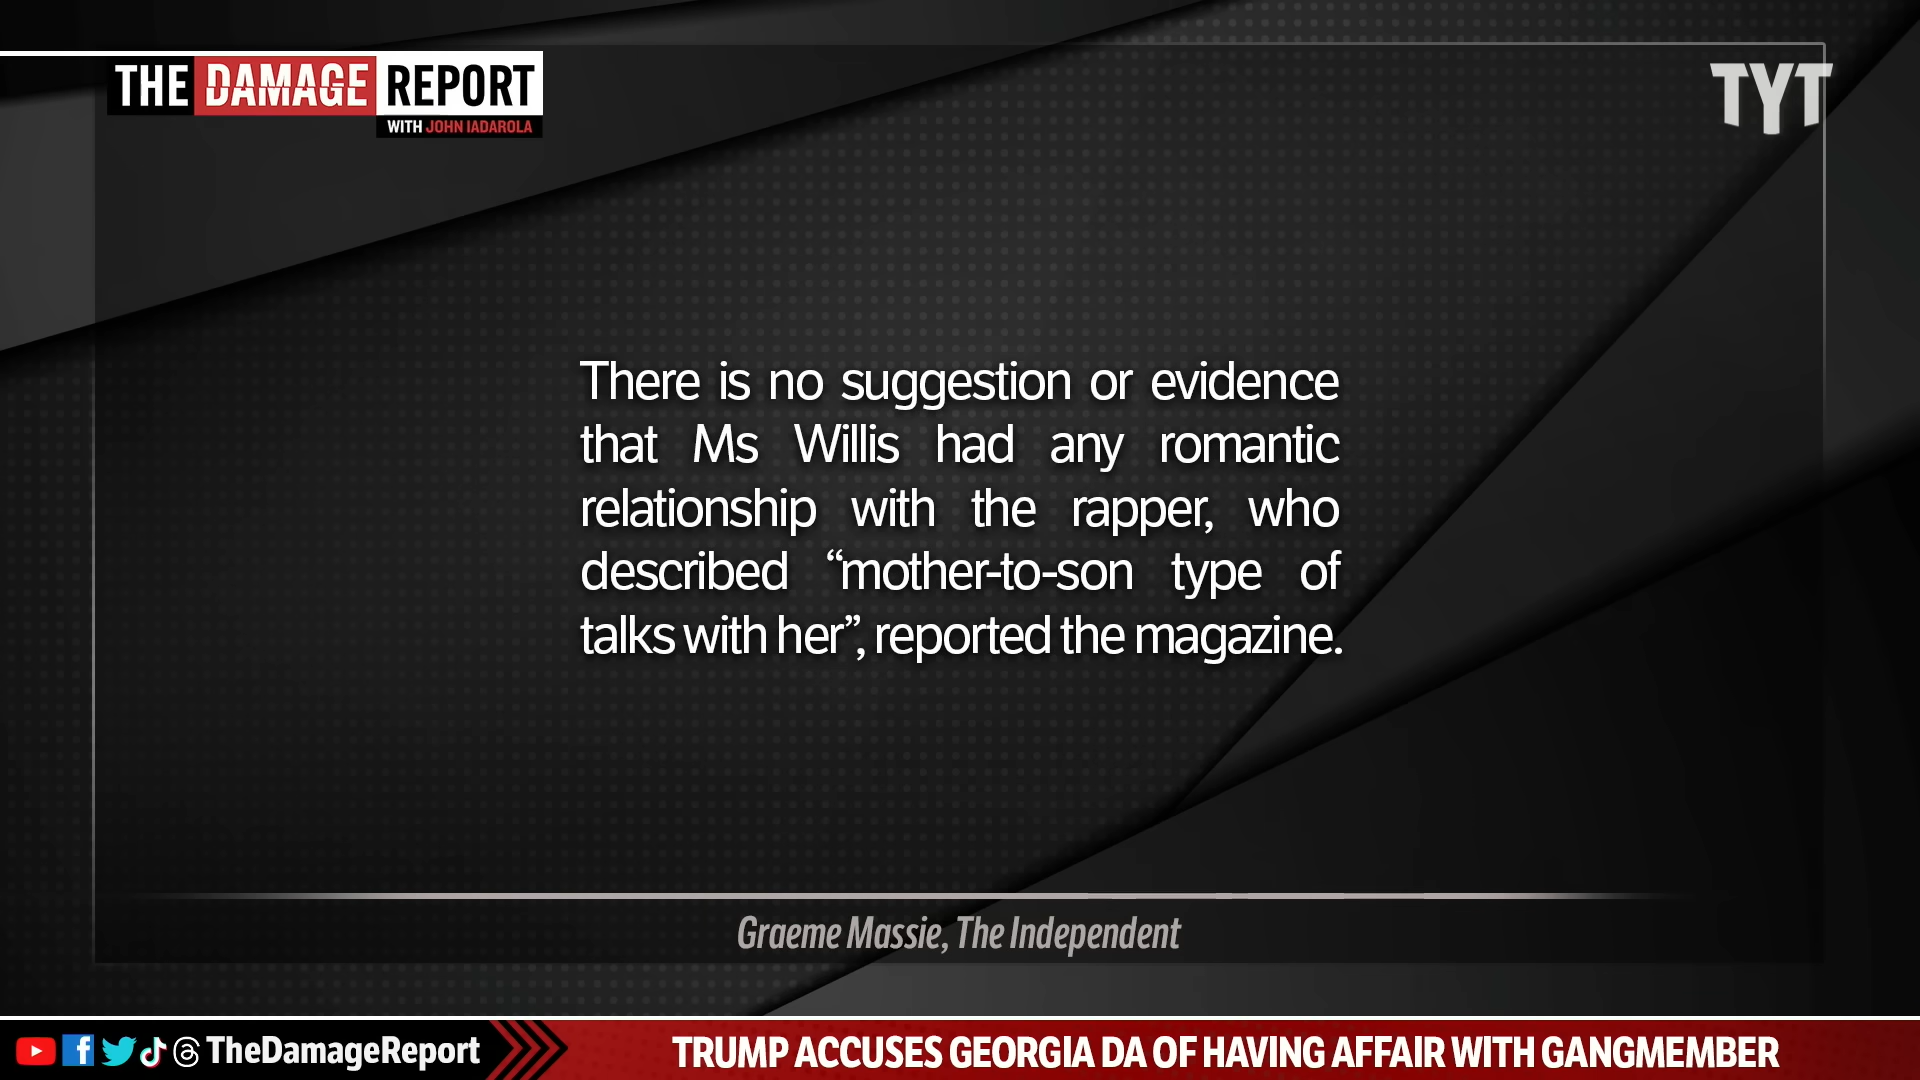 THE DAMAGE REPORT
WITH JOHN IADAROLA
TYT
There is no suggestion or evidence
that Ms Willis had any romantic
relationship with the rapper, who
described “mother-to-son type of
talks with her”, reported the magazine.
Graeme Massie, The Independent
TheDamageReport
TRUMP ACCUSES GEORGIA DA OF HAVING AFFAIR WITH GANGMEMBER